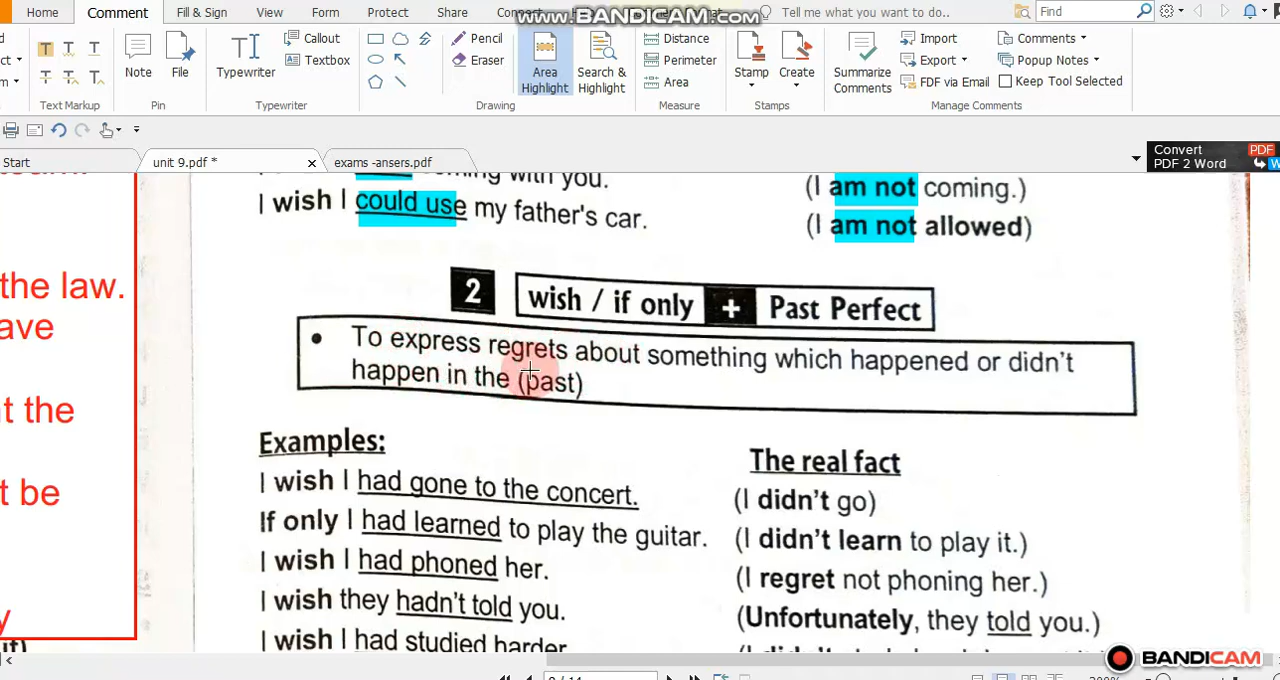 Home Comment Fill & Sign View Form Protect Share Connect Tell me what you want to do.. Find
www.BANDICAM.com
Note File Typewriter Callout Textbox Pencil Eraser Area Highlight Search & Highlight Distance Perimeter Area Stamp Create Summarize Comments Import Export FDF via Email Comments Popup Notes Keep Tool Selected
Text Markup Pin Typewriter Drawing Measure Stamps Manage Comments
Start unit 9.pdf * exams -ansers.pdf
Convert PDF
PDF 2 Word W
coming with you. (I am not coming.)
I wish I could use my father's car. (I am not allowed)
the law.
ave
t the
t be
y
2 wish / if only + Past Perfect
• To express regrets about something which happened or didn't
happen in the (past)
Examples: The real fact
I wish I had gone to the concert. (I didn't go)
If only I had learned to play the guitar. (I didn't learn to play it.)
I wish I had phoned her. (I regret not phoning her.)
I wish they hadn't told you. (Unfortunately, they told you.)
I wish I had studied harder
BANDICAM